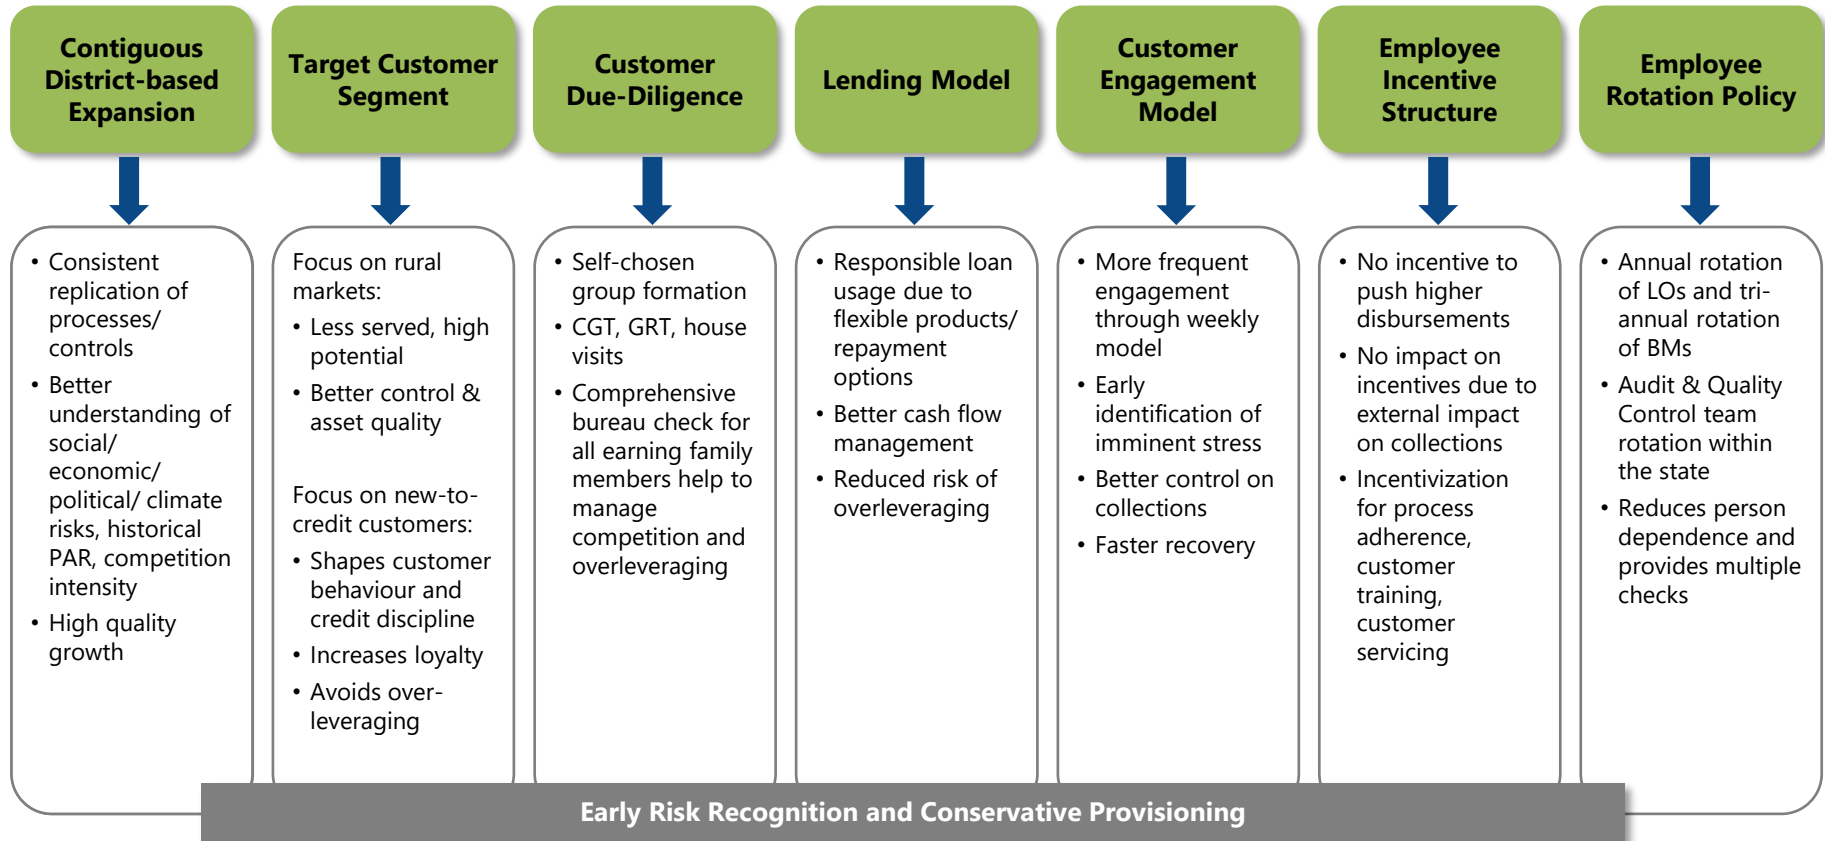 Contiguous
District-based
Expansion
Target Customer
Segment
Customer
Due-Diligence
Lending Model
Customer
Engagement
Model
Employee
Incentive
Structure
Employee
Rotation Policy
• Consistent
replication of
processes/
controls
• Better
understanding of
social/
economic/
political/ climate
risks, historical
PAR, competition
intensity
• High quality
growth
Focus on rural
markets:
• Less served, high
potential
• Better control &
asset quality
Focus on new-to-
credit customers:
• Shapes customer
behaviour and
credit discipline
• Increases loyalty
• Avoids over-
leveraging
• Self-chosen
group formation
• CGT, GRT, house
visits
• Comprehensive
bureau check for
all earning family
members help to
manage
competition and
overleveraging
• Responsible loan
usage due to
flexible products/
repayment
options
• Better cash flow
management
• Reduced risk of
overleveraging
• More frequent
engagement
through weekly
model
• Early
identification of
imminent stress
• Better control on
collections
• Faster recovery
• No incentive to
push higher
disbursements
• No impact on
incentives due to
external impact
on collections
• Incentivization
for process
adherence,
customer
training,
customer
servicing
• Annual rotation
of LOs and tri-
annual rotation
of BMs
• Audit & Quality
Control team
rotation within
the state
• Reduces person
dependence and
provides multiple
checks
Early Risk Recognition and Conservative Provisioning